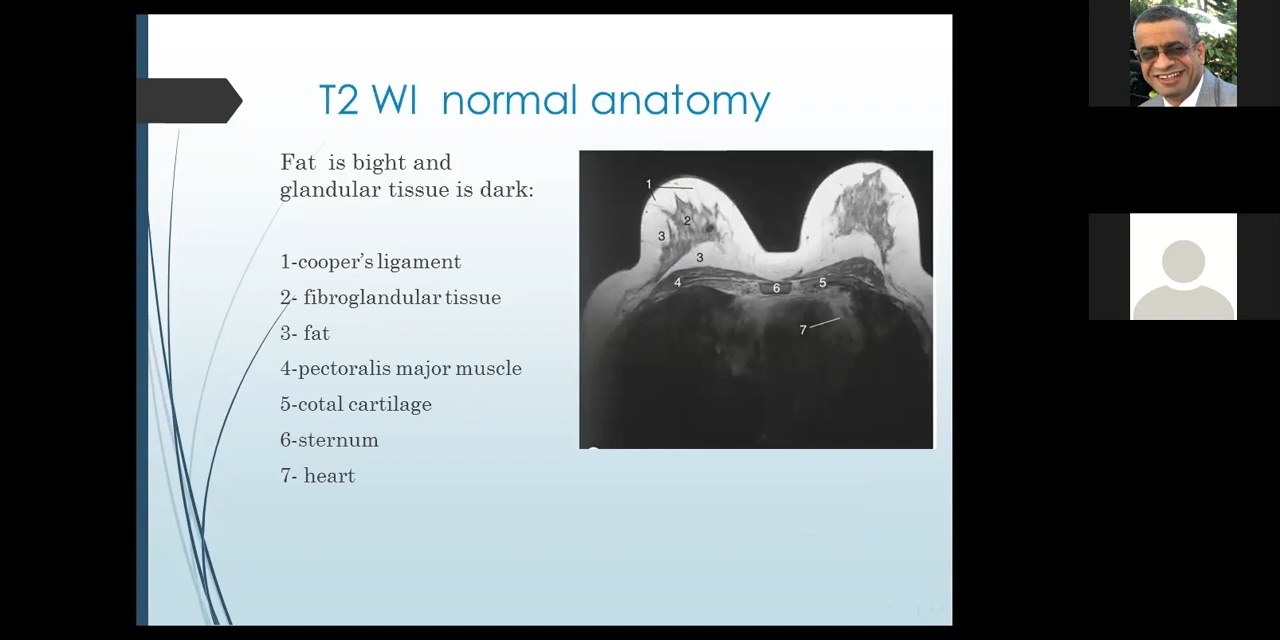 T2 WI normal anatomy
Fat is bight and
glandular tissue is dark:
1-cooper's ligament
2- fibroglandular tissue
3- fat
4-pectoralis major muscle
5-cotal cartilage
6-sternum
7- heart
1
2
3
3
4
6
5
7